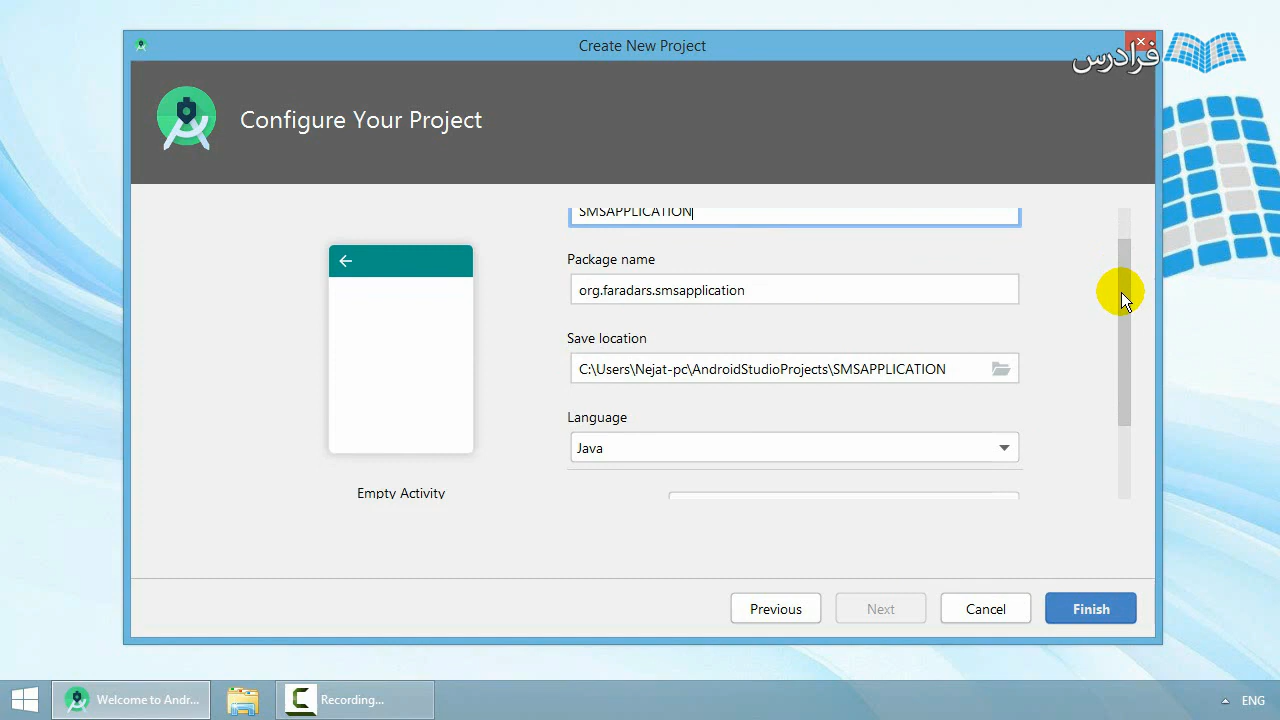 Create New Project
فرادرس
Configure Your Project
SMSAPPLICATION
Package name
org.faradars.smsapplication
Save location
C:\Users\Nejat-pc\AndroidStudioProjects\SMSAPPLICATION
Language
Java
Empty Activity
Previous
Next
Cancel
Finish
Welcome to Andr...
Recording...
ENG